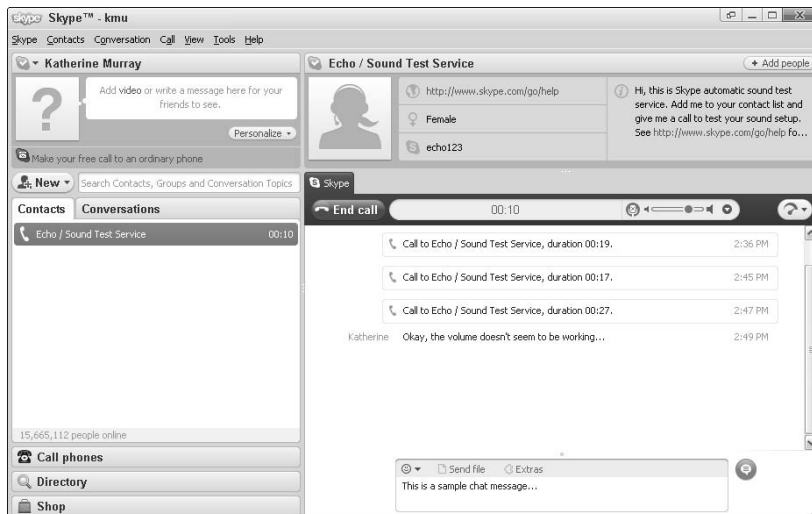 skype Skype™ - kmu
Skype Contacts Conversation Call View Tools Help
Katherine Murray
Add video or write a message here for your
friends to see.
Personalize
Make your free call to an ordinary phone
New Search Contacts, Groups and Conversation Topics
Contacts Conversations
Echo / Sound Test Service 00:10
15,665,112 people online
Call phones
Directory
Shop
Echo / Sound Test Service + Add people
http://www.skype.com/go/help
Female
echo123
Hi, this is Skype automatic sound test
service. Add me to your contact list and
give me a call to test your sound setup.
See http://www.skype.com/go/help fo...
Skype
End call 00:10
Call to Echo / Sound Test Service, duration 00:19. 2:36 PM
Call to Echo / Sound Test Service, duration 00:17. 2:45 PM
Call to Echo / Sound Test Service, duration 00:27. 2:47 PM
Katherine Okay, the volume doesn't seem to be working... 2:49 PM
Send file Extras
This is a sample chat message...